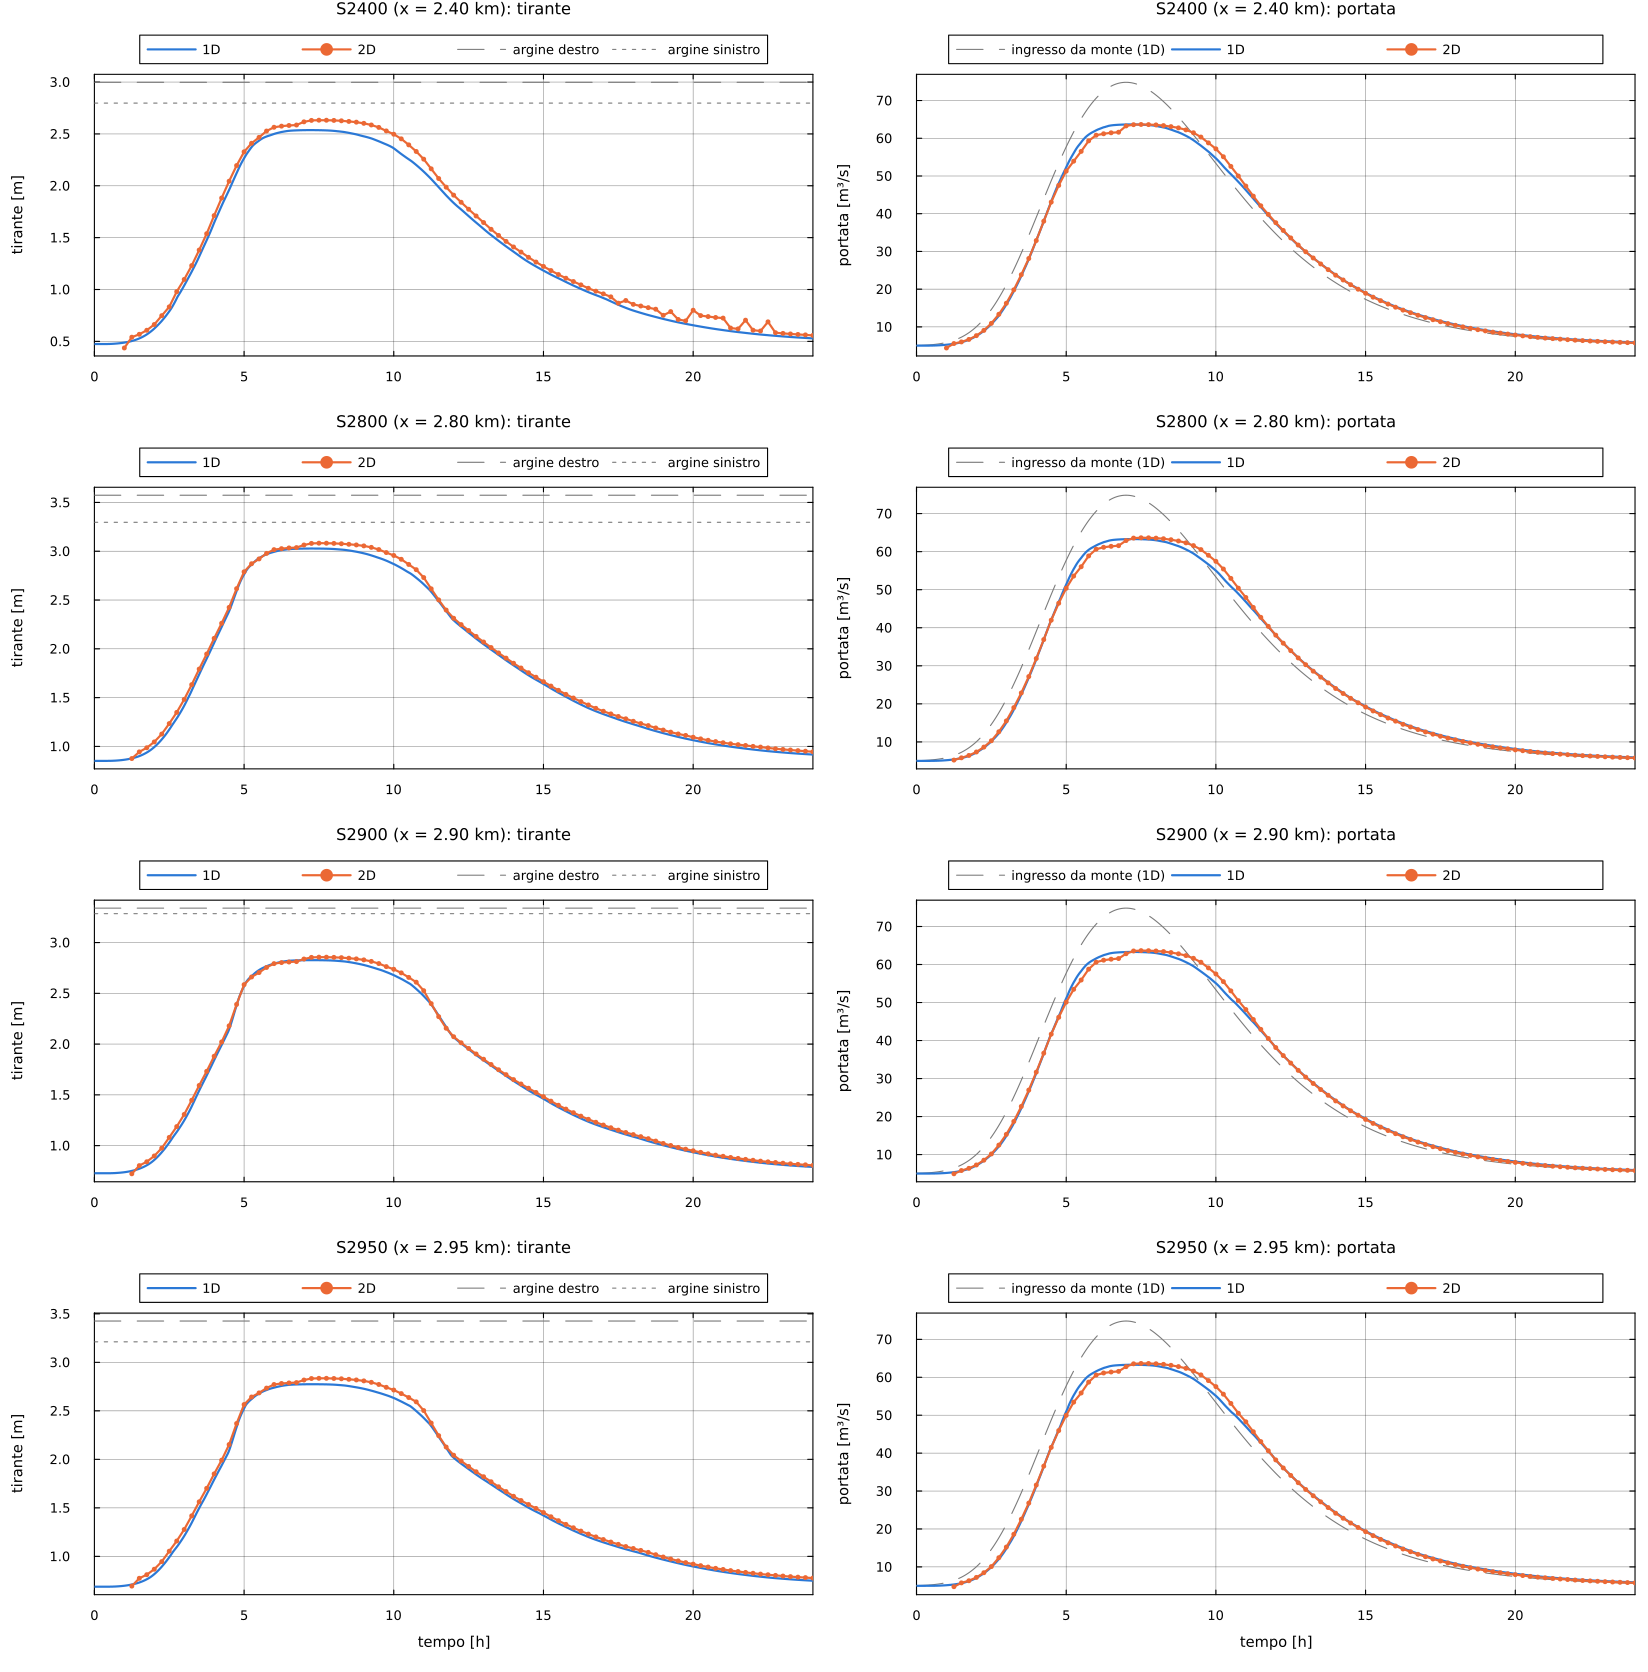 S2400 (x = 2.40 km): tirante
1D 2D argine destro argine sinistro
tirante [m]
3.0
2.5
2.0
1.5
1.0
0.5
0 5 10 15 20
S2400 (x = 2.40 km): portata
ingresso da monte (1D) 1D 2D
portata [m³/s]
70
60
50
40
30
20
10
0 5 10 15 20
S2800 (x = 2.80 km): tirante
1D 2D argine destro argine sinistro
tirante [m]
3.5
3.0
2.5
2.0
1.5
1.0
0 5 10 15 20
S2800 (x = 2.80 km): portata
ingresso da monte (1D) 1D 2D
portata [m³/s]
70
60
50
40
30
20
10
0 5 10 15 20
S2900 (x = 2.90 km): tirante
1D 2D argine destro argine sinistro
tirante [m]
3.0
2.5
2.0
1.5
1.0
0 5 10 15 20
S2900 (x = 2.90 km): portata
ingresso da monte (1D) 1D 2D
portata [m³/s]
70
60
50
40
30
20
10
0 5 10 15 20
S2950 (x = 2.95 km): tirante
1D 2D argine destro argine sinistro
tirante [m]
3.5
3.0
2.5
2.0
1.5
1.0
0 5 10 15 20
tempo [h]
S2950 (x = 2.95 km): portata
ingresso da monte (1D) 1D 2D
portata [m³/s]
70
60
50
40
30
20
10
0 5 10 15 20
tempo [h]